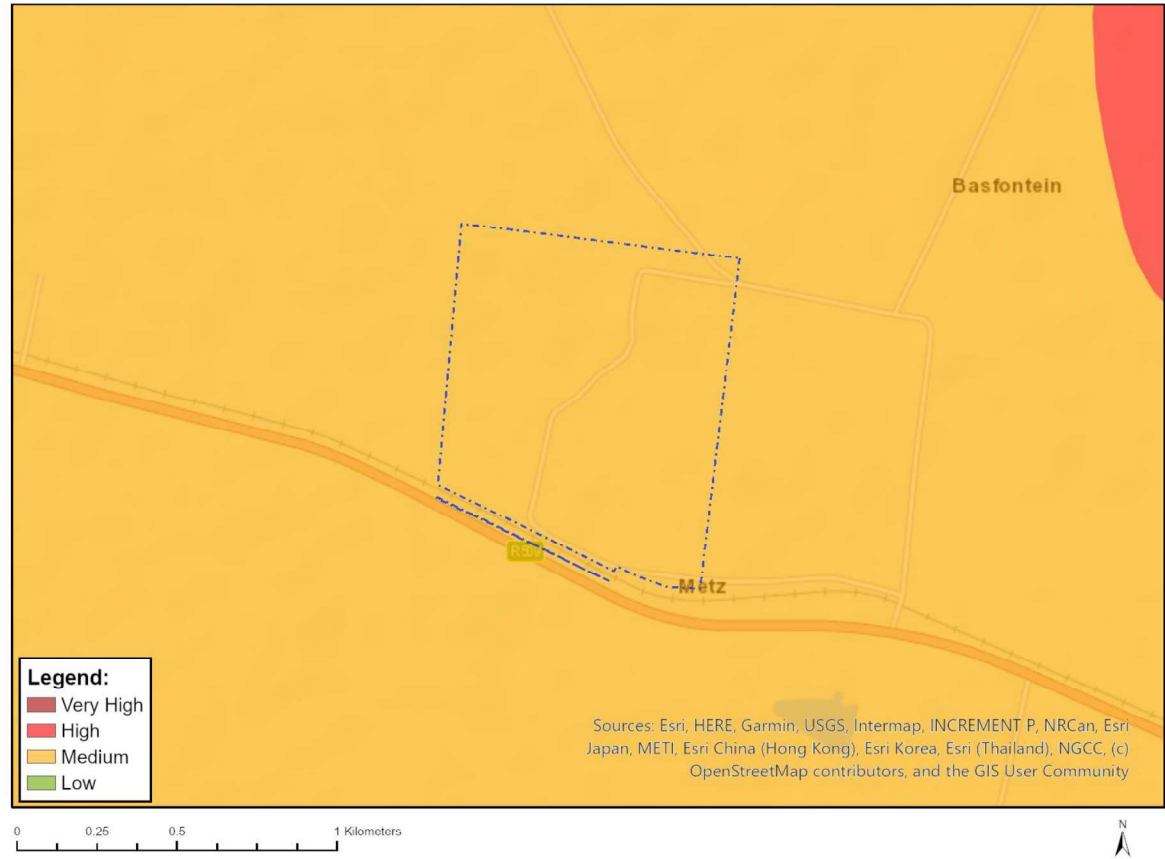 Basfontein
R509
Metz
Legend:
Very High
High
Medium
Low
Sources: Esri, HERE, Garmin, USGS, Intermap, INCREMENT P, NRCan, Esri
Japan, METI, Esri China (Hong Kong), Esri Korea, Esri (Thailand), NGCC, (c)
OpenStreetMap contributors, and the GIS User Community
0 0.25 0.5 1 Kilometers
N